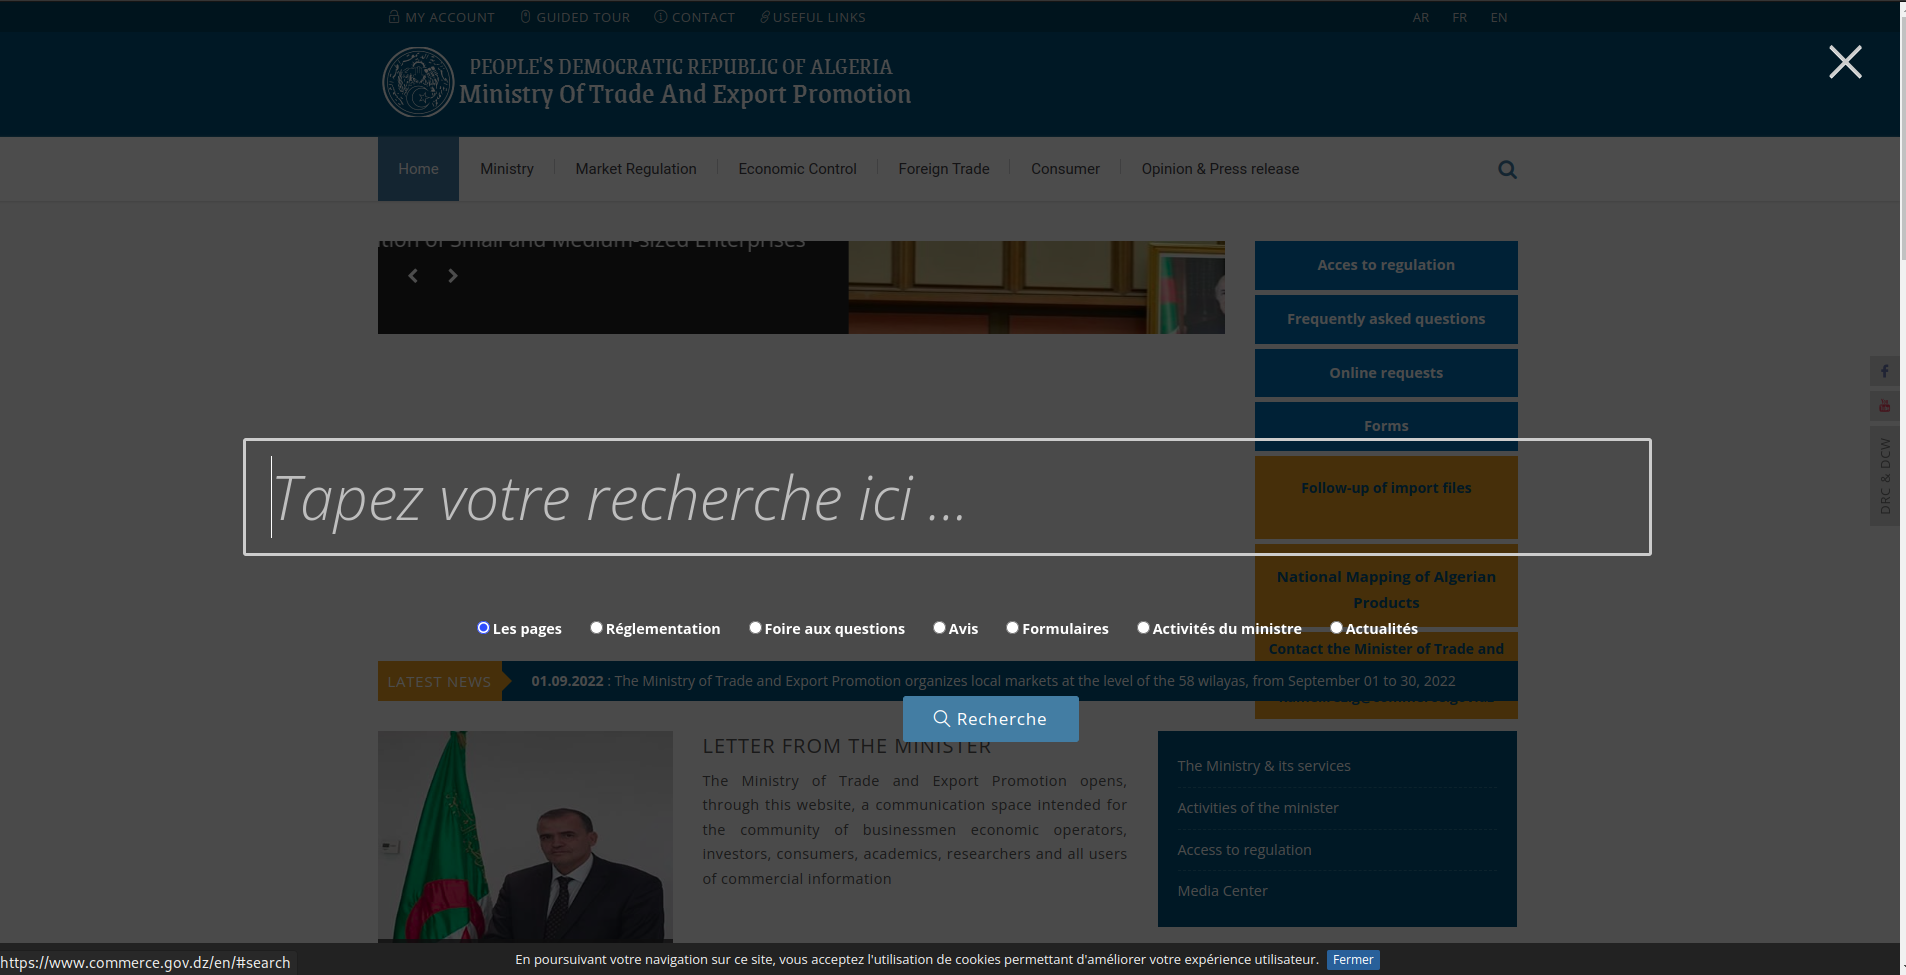 MY ACCOUNT GUIDED TOUR CONTACT USEFUL LINKS AR FR EN
PEOPLE'S DEMOCRATIC REPUBLIC OF ALGERIA
Ministry Of Trade And Export Promotion
Home Ministry Market Regulation Economic Control Foreign Trade Consumer Opinion & Press release
of Small and Medium-sized Enterprises
Acces to regulation
Frequently asked questions
Online requests
Forms
Follow-up of import files
National Mapping of Algerian
Products
Contact the Minister of Trade and
DRC & DCW
Tapez votre recherche ici ...
Les pages Réglementation Foire aux questions Avis Formulaires Activités du ministre Actualités
LATEST NEWS 01.09.2022 : The Ministry of Trade and Export Promotion organizes local markets at the level of the 58 wilayas, from September 01 to 30, 2022
Recherche
LETTER FROM THE MINISTER
The Ministry of Trade and Export Promotion opens,
through this website, a communication space intended for
the community of businessmen economic operators,
investors, consumers, academics, researchers and all users
of commercial information
The Ministry & its services
Activities of the minister
Access to regulation
Media Center
En poursuivant votre navigation sur ce site, vous acceptez l'utilisation de cookies permettant d'améliorer votre expérience utilisateur. Fermer
https://www.commerce.gov.dz/en/#search